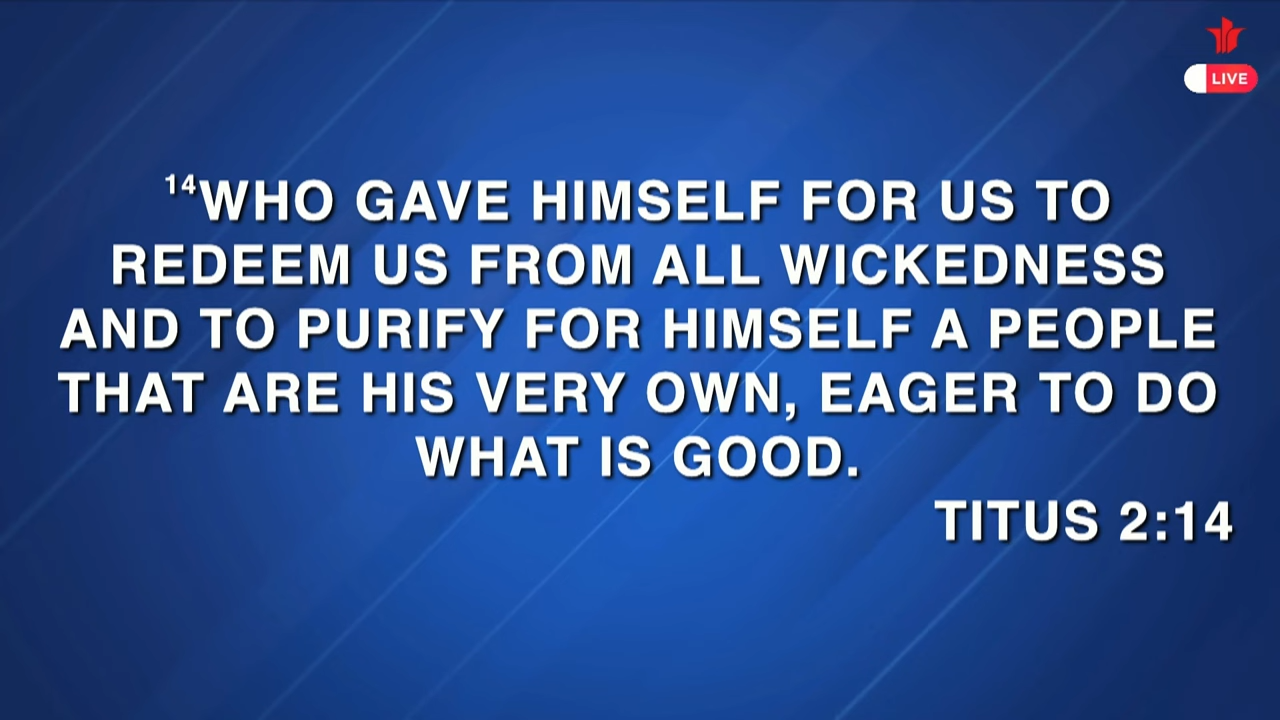 LIVE
14WHO GAVE HIMSELF FOR US TO
REDEEM US FROM ALL WICKEDNESS
AND TO PURIFY FOR HIMSELF A PEOPLE
THAT ARE HIS VERY OWN, EAGER TO DO
WHAT IS GOOD.
TITUS 2:14